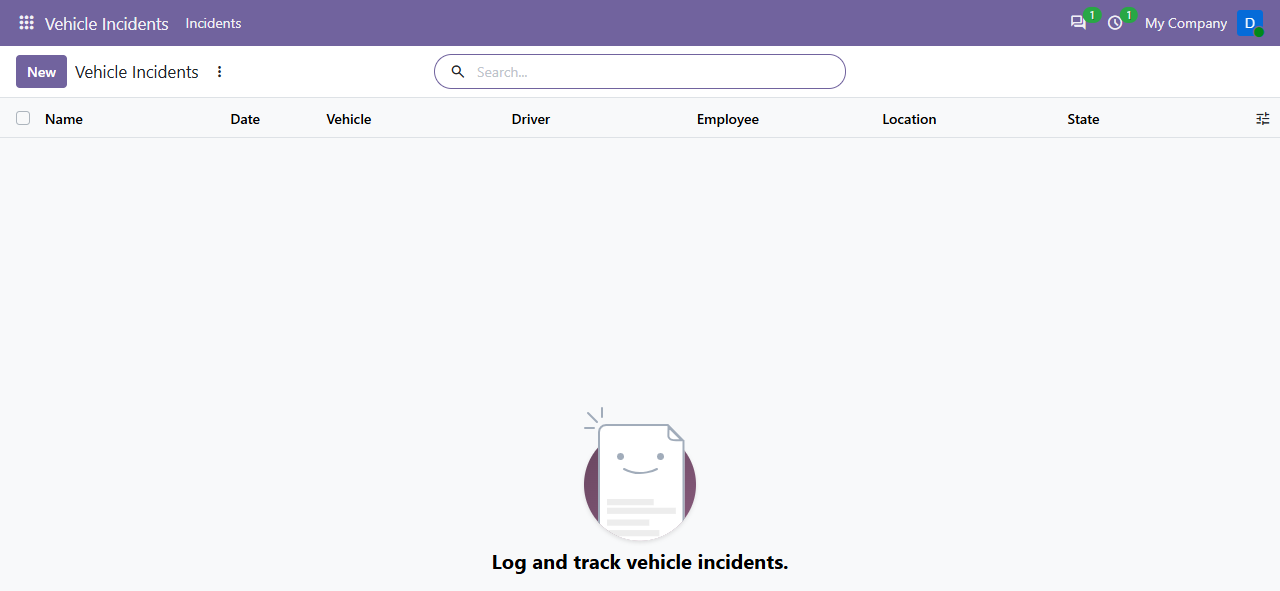 Vehicle Incidents Incidents 1 1 My Company D
New Vehicle Incidents Search...
Name Date Vehicle Driver Employee Location State
Log and track vehicle incidents.